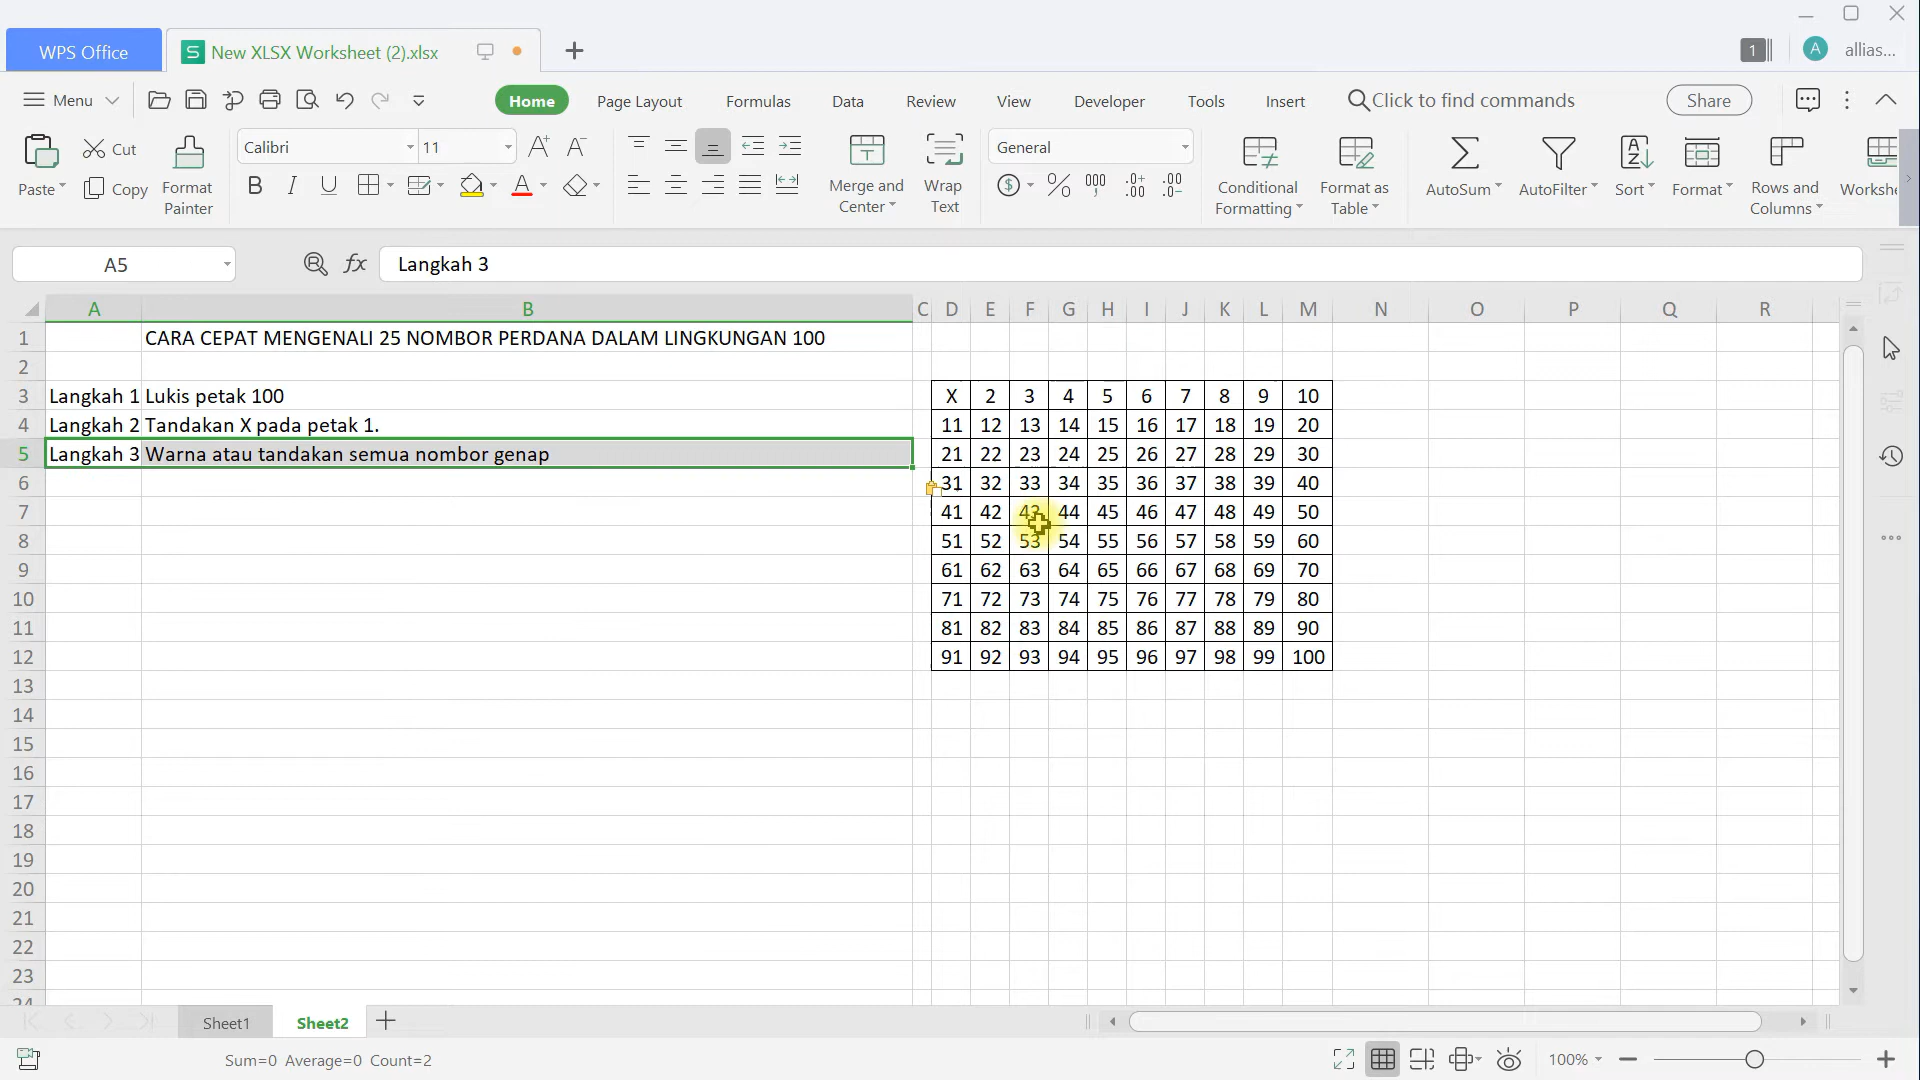 WPS Office
New XLSX Worksheet (2).xlsx
1
A
allias...
Menu
Home
Page Layout
Formulas
Data
Review
View
Developer
Tools
Insert
Click to find commands
Share
Paste
Cut
Copy
Format Painter
Calibri
11
Merge and Center
Wrap Text
General
Conditional Formatting
Format as Table
AutoSum
AutoFilter
Sort
Format
Rows and Columns
Workshe
A5
fx
Langkah 3
A B C D E F G H I J K L M N O P Q R
1 CARA CEPAT MENGENALI 25 NOMBOR PERDANA DALAM LINGKUNGAN 100
2
3 Langkah 1 Lukis petak 100 X 2 3 4 5 6 7 8 9 10
4 Langkah 2 Tandakan X pada petak 1. 11 12 13 14 15 16 17 18 19 20
5 Langkah 3 Warna atau tandakan semua nombor genap 21 22 23 24 25 26 27 28 29 30
6 31 32 33 34 35 36 37 38 39 40
7 41 42 43 44 45 46 47 48 49 50
8 51 52 53 54 55 56 57 58 59 60
9 61 62 63 64 65 66 67 68 69 70
10 71 72 73 74 75 76 77 78 79 80
11 81 82 83 84 85 86 87 88 89 90
12 91 92 93 94 95 96 97 98 99 100
13
14
15
16
17
18
19
20
21
22
23
24
Sheet1
Sheet2
Sum=0 Average=0 Count=2
100%